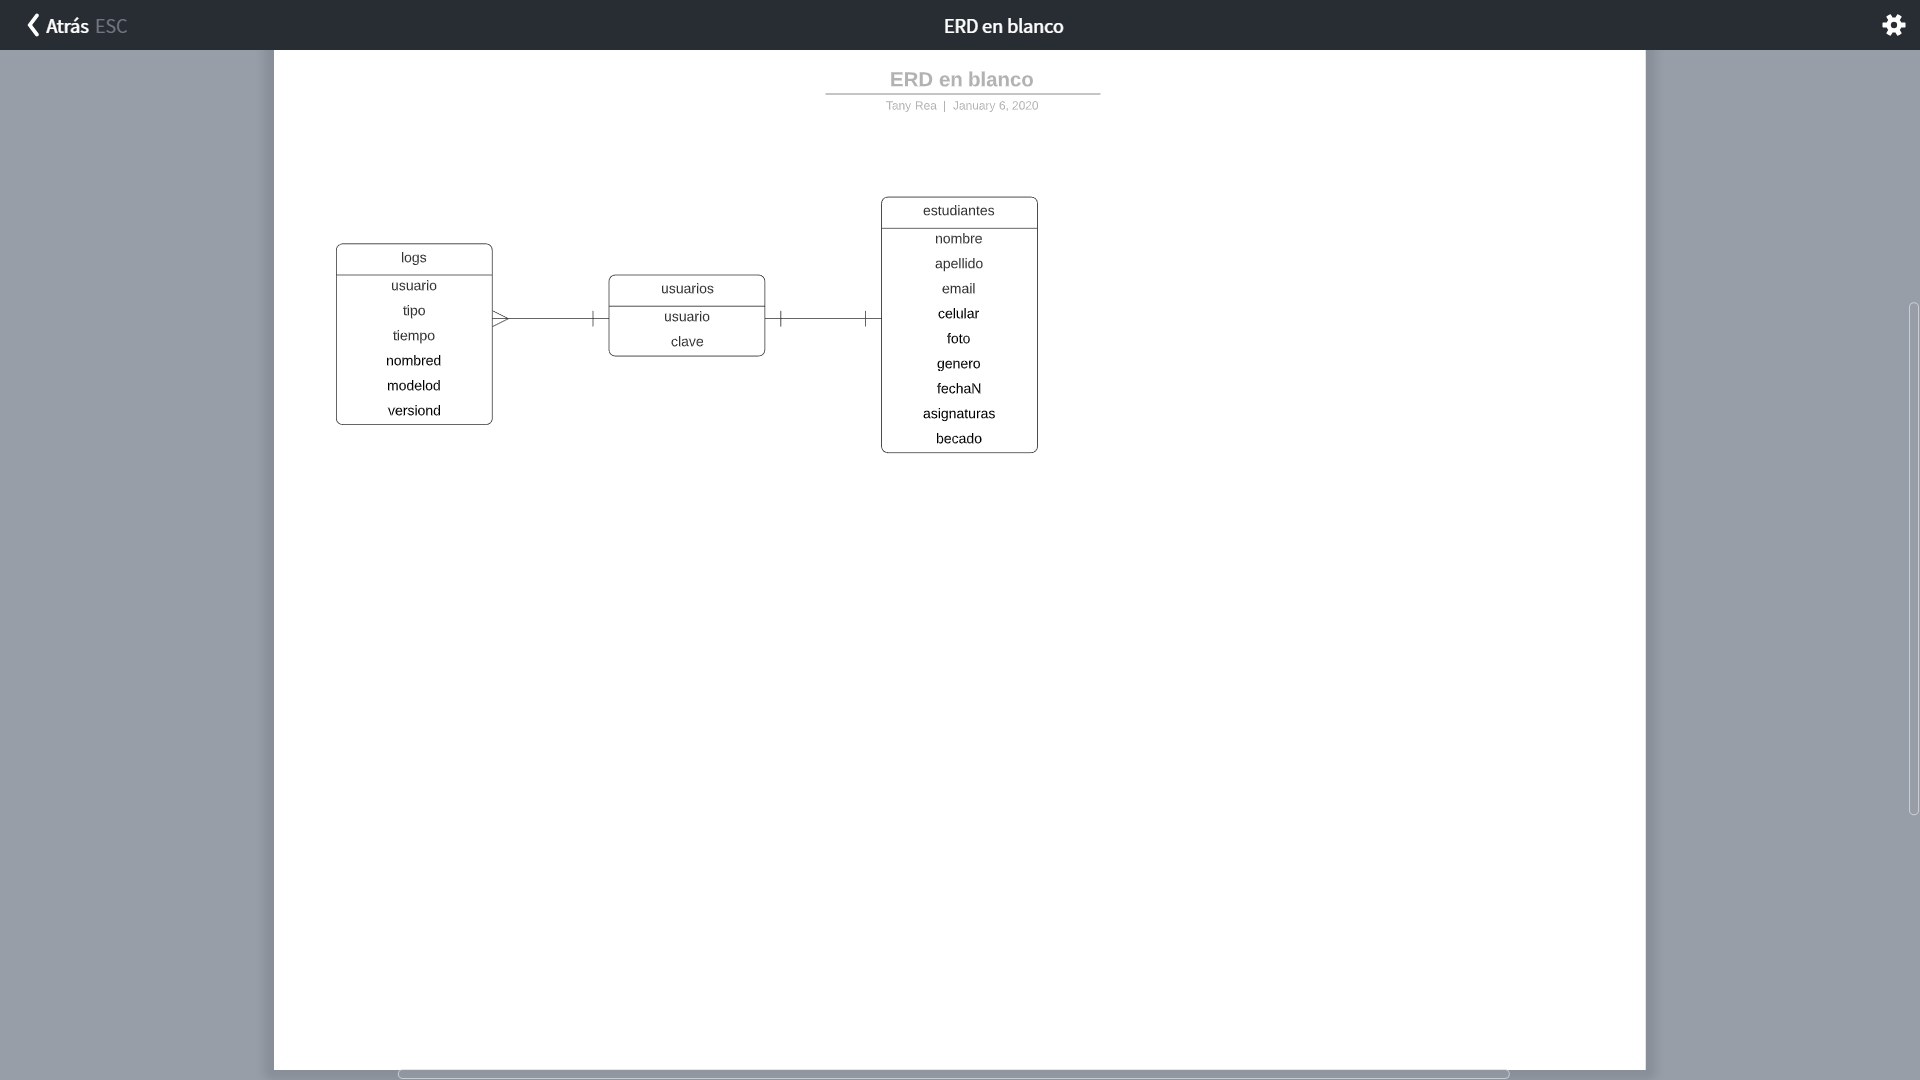 Atrás ESC
ERD en blanco
ERD en blanco
Tany Rea | January 6, 2020
logs
usuario
tipo
tiempo
nombred
modelod
versiond
usuarios
usuario
clave
estudiantes
nombre
apellido
email
celular
foto
genero
fechaN
asignaturas
becado